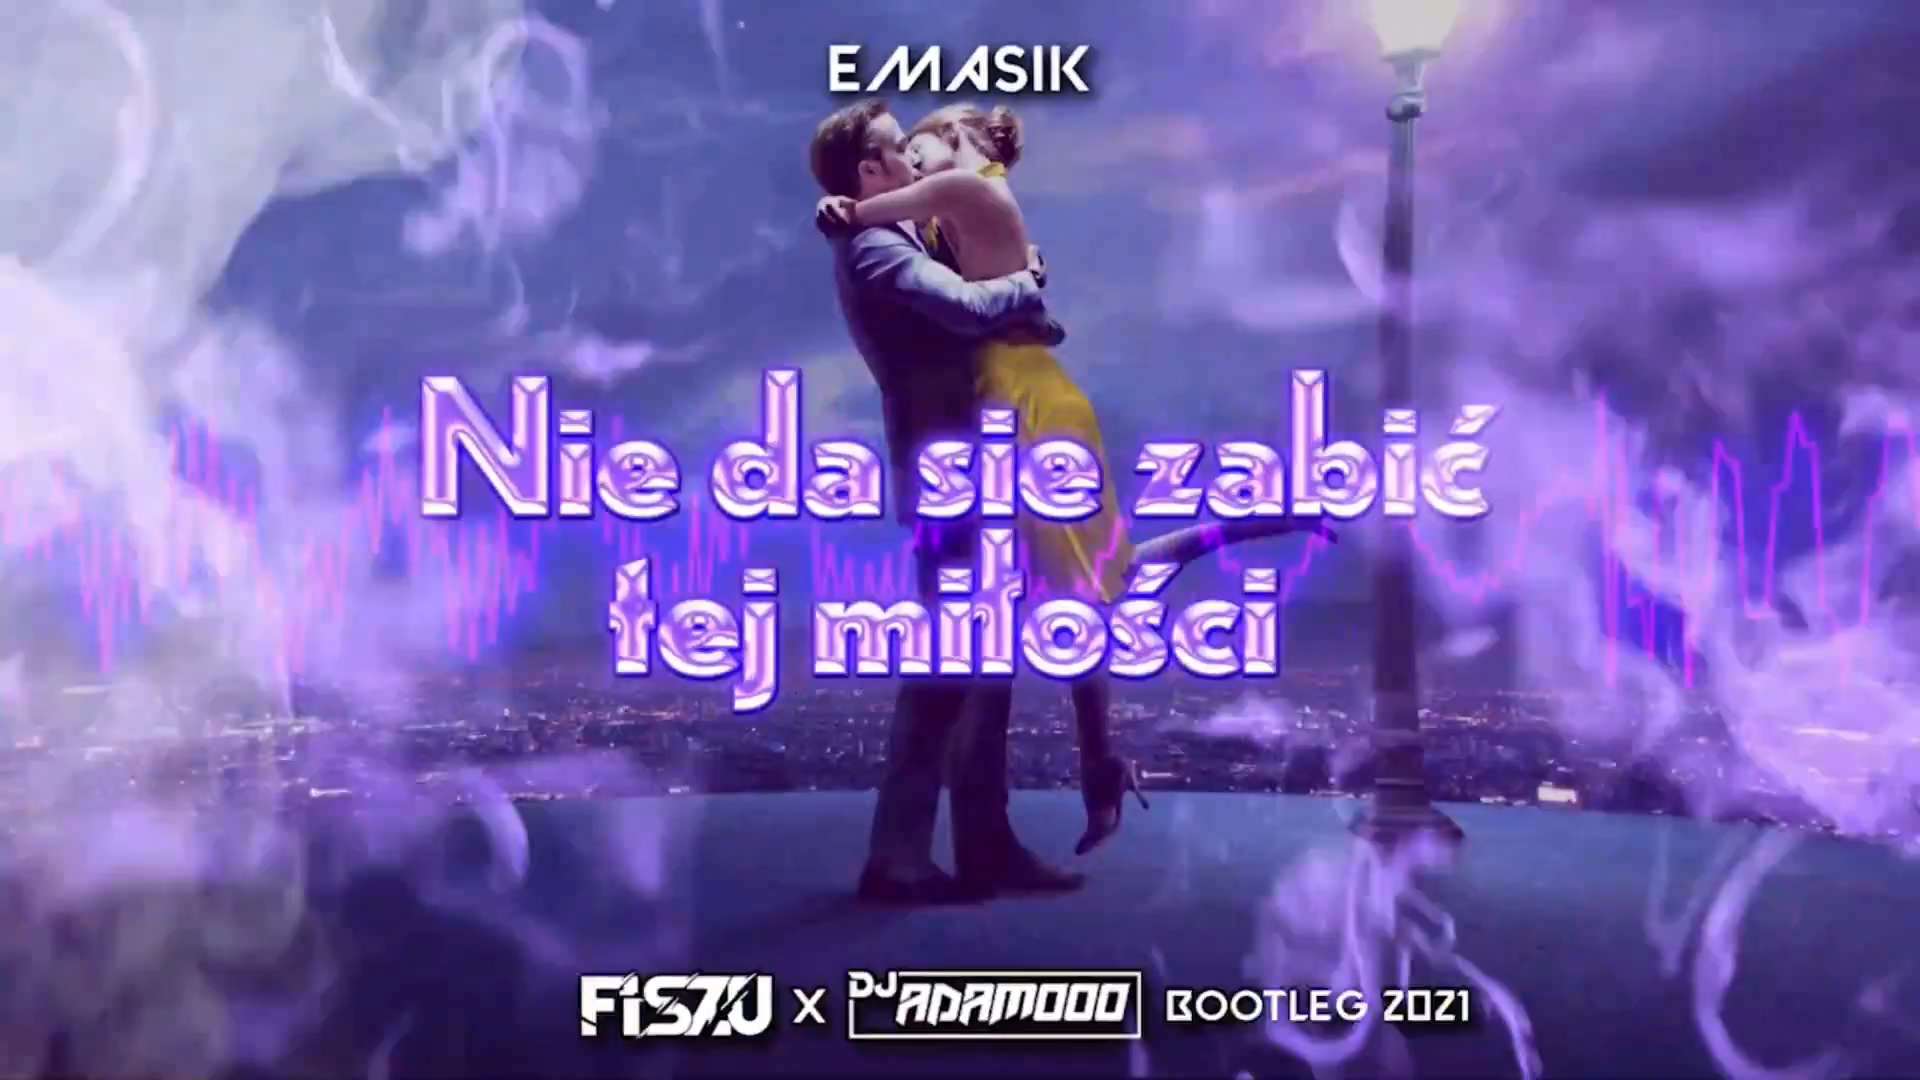 EMASIK
Nie da sie zabić
tej miłości
FISZU X DJ ADAMOOO BOOTLEG 2021